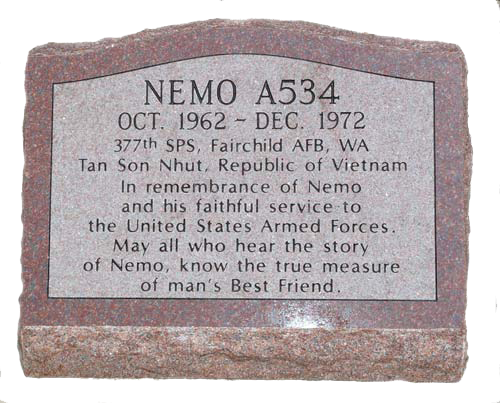 NEMO A534
OCT. 1962 ~ DEC. 1972
377th SPS, Fairchild AFB, WA
Tan Son Nhut, Republic of Vietnam
In remembrance of Nemo
and his faithful service to
the United States Armed Forces.
May all who hear the story
of Nemo, know the true measure
of man's Best Friend.